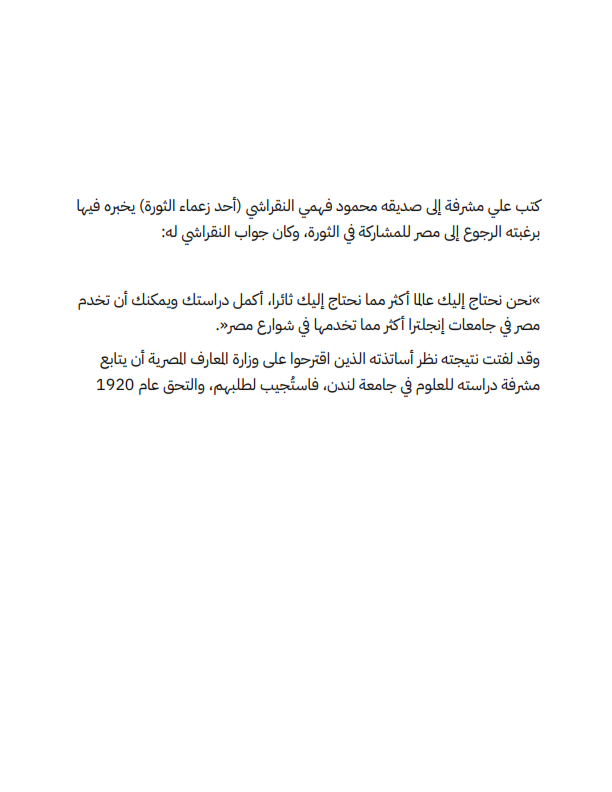 كتب علي مشرفة إلى صديقه محمود فهمي النقراشي (أحد زعماء الثورة) يخبره فيها
برغبته الرجوع إلى مصر للمشاركة في الثورة، وكان جواب النقراشي له:
»نحن نحتاج إليك عالما أكثر مما نحتاج إليك ثائرا، أكمل دراستك ويمكنك أن تخدم
مصر في جامعات إنجلترا أكثر مما تخدمها في شوارع مصر«.
وقد لفتت نتيجته نظر أساتذته الذين اقترحوا على وزارة المعارف المصرية أن يتابع
مشرفة دراسته للعلوم في جامعة لندن، فاستُجيب لطلبهم، والتحق عام 1920